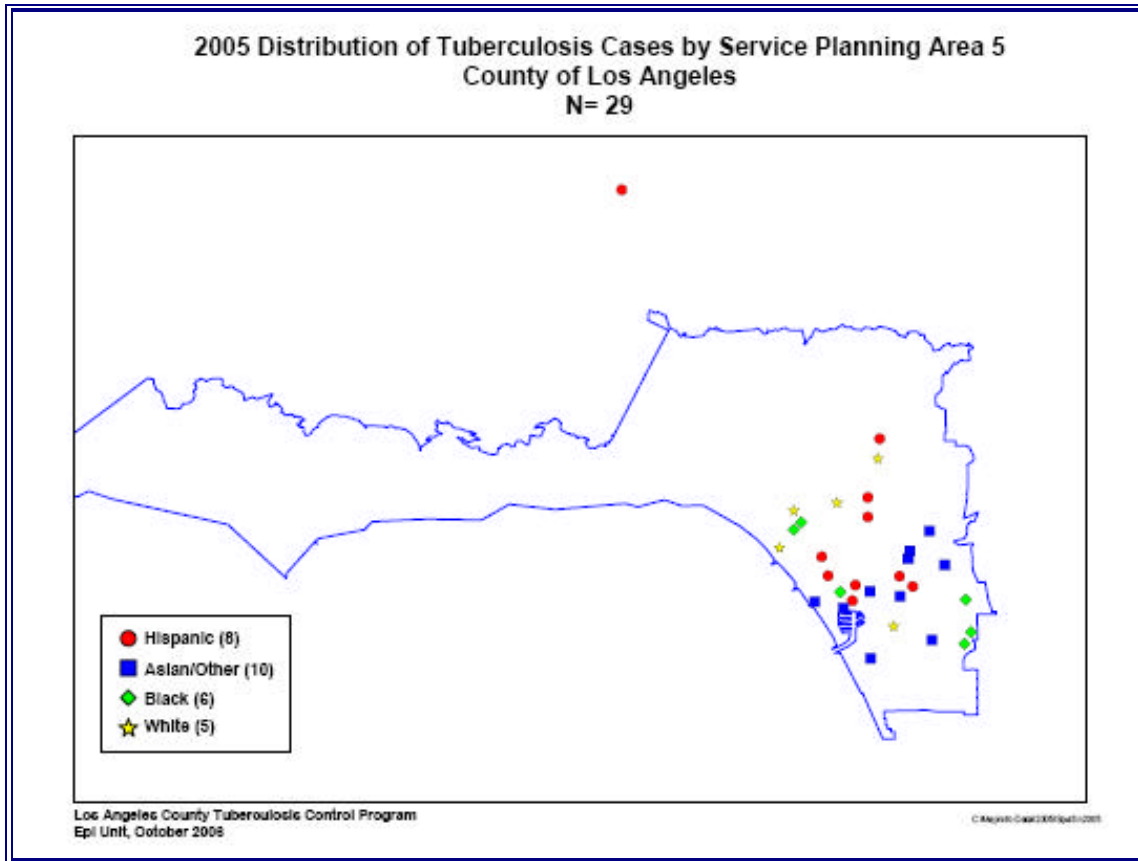 2005 Distribution of Tuberculosis Cases by Service Planning Area 5
County of Los Angeles
N= 29
Hispanic (8)
Asian/Other (10)
Black (6)
White (5)
Los Angeles County Tuberculosis Control Program
Epi Unit, October 2006